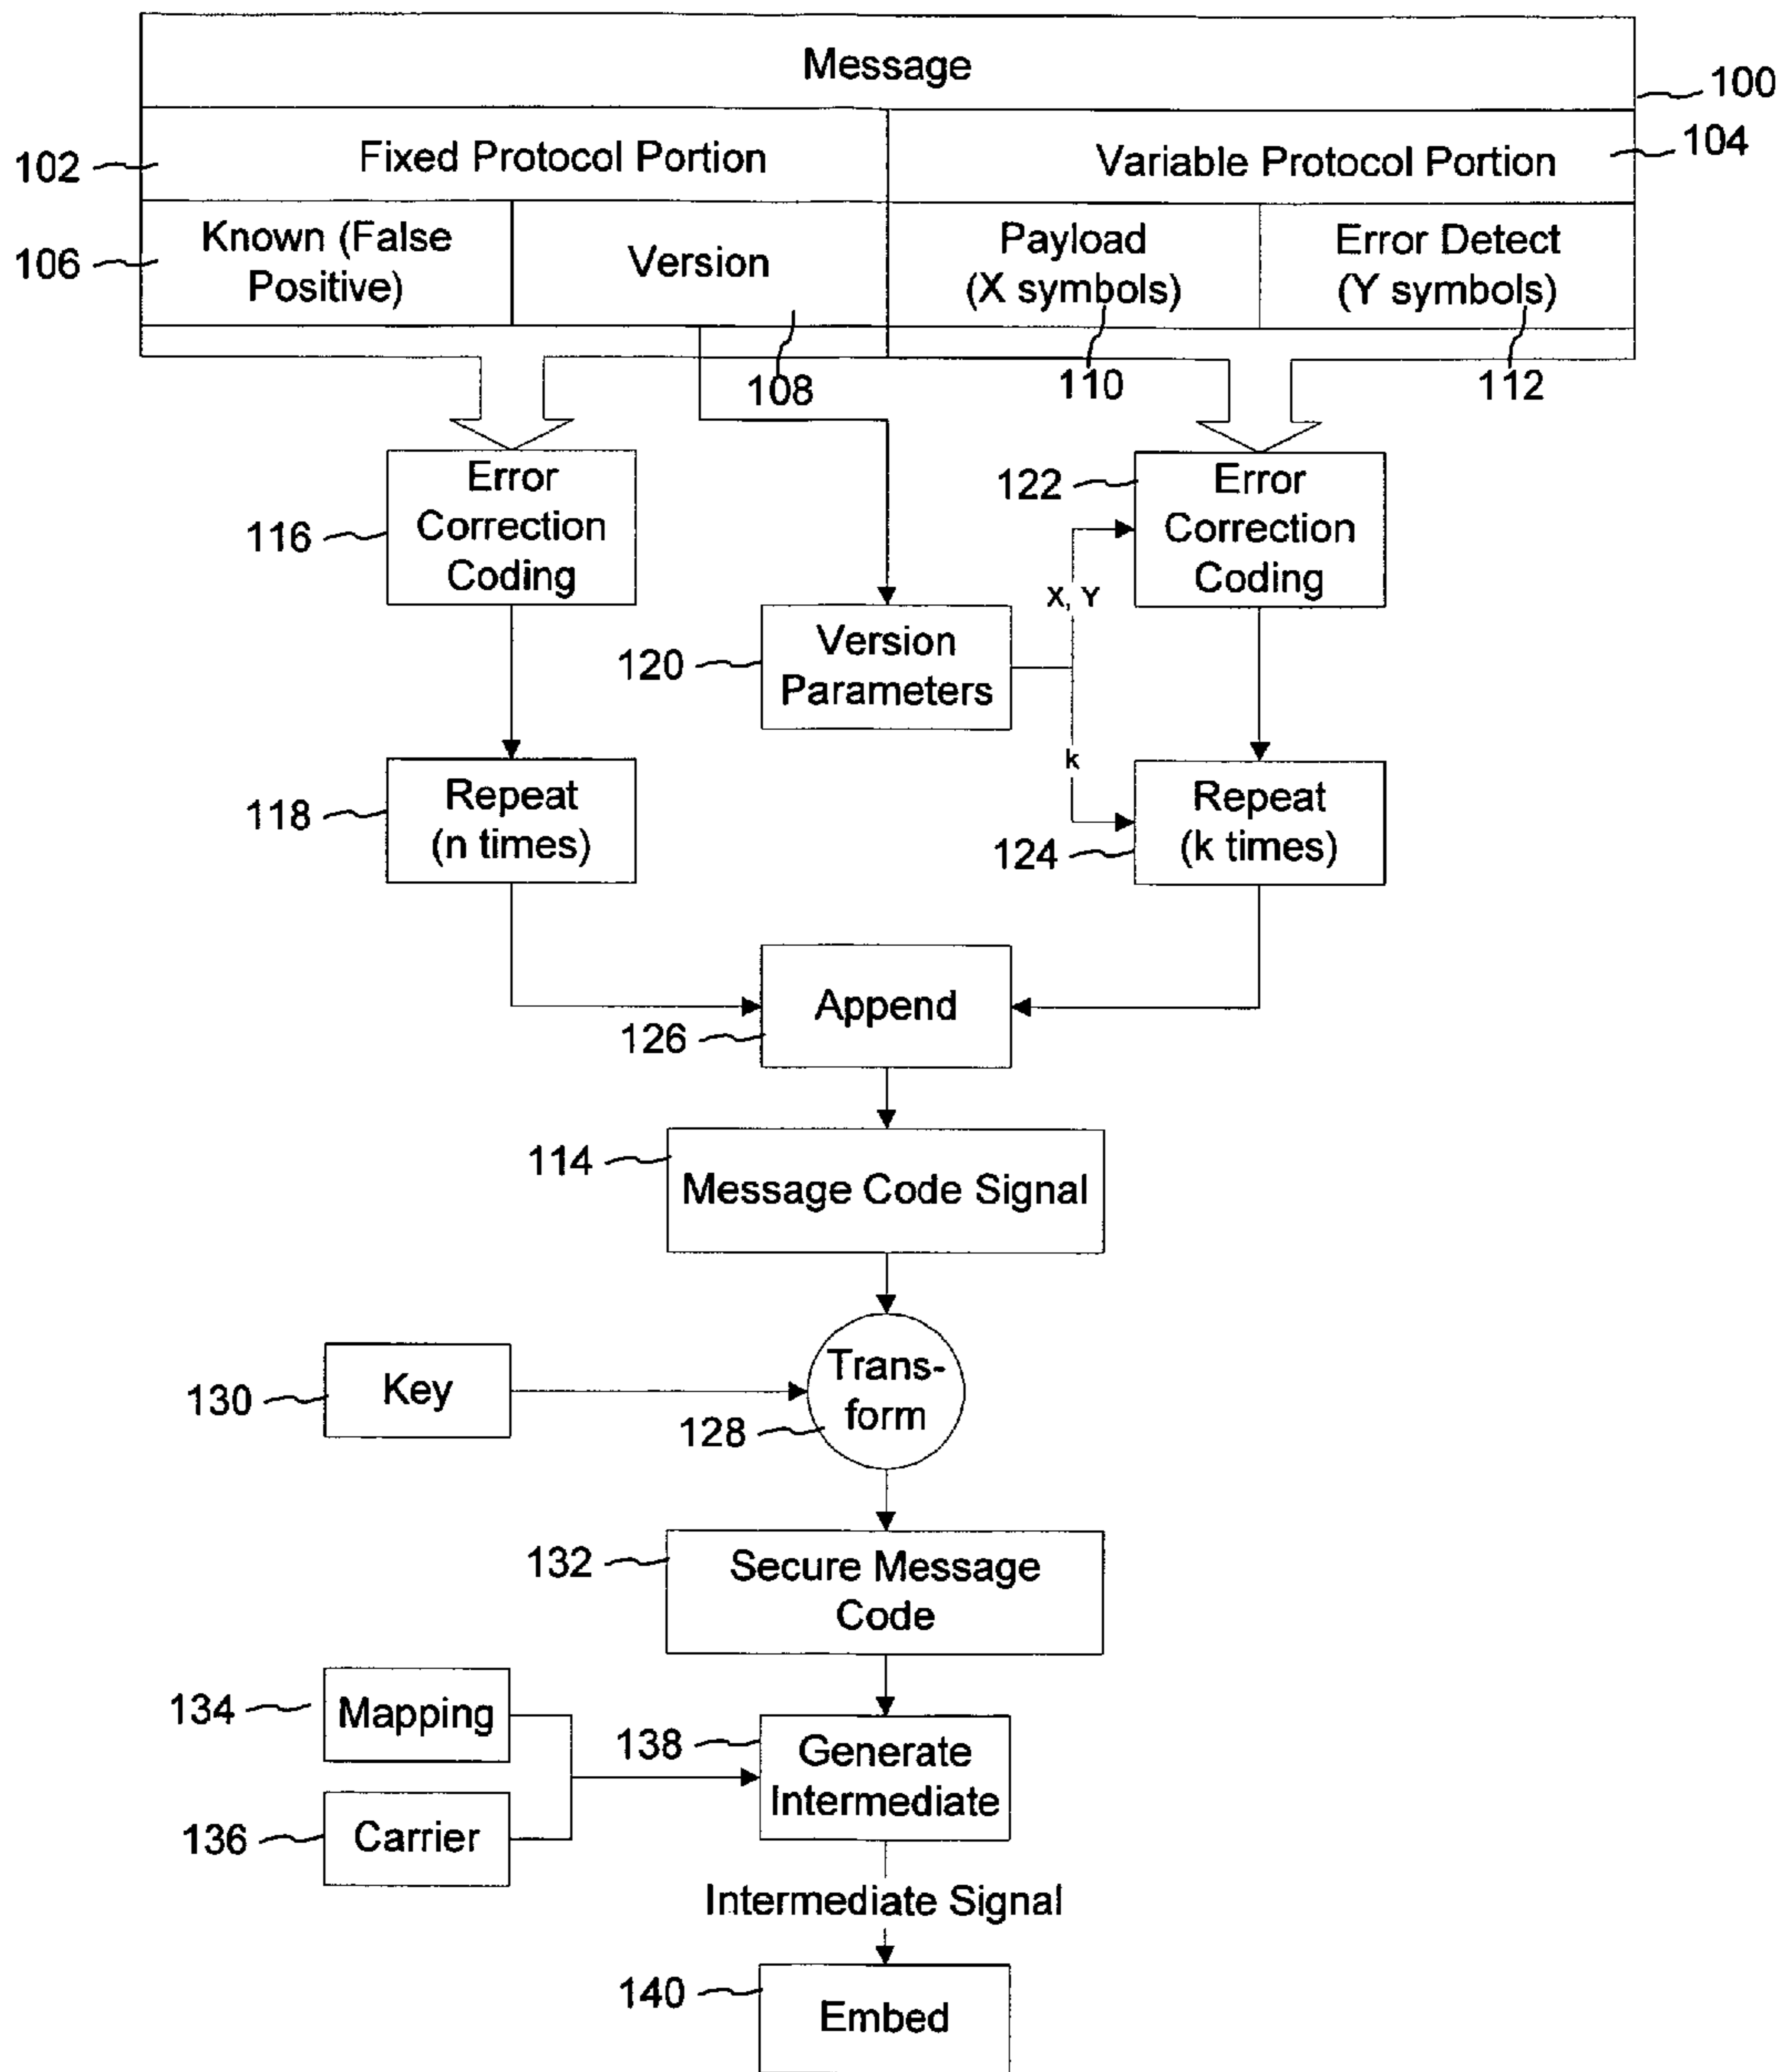 Message
100
102
Fixed Protocol Portion
Variable Protocol Portion
104
106
Known (False
Positive)
Version
Payload
(X symbols)
Error Detect
(Y symbols)
108
110
112
116
Error
Correction
Coding
122
Error
Correction
Coding
X, Y
120
Version
Parameters
k
118
Repeat
(n times)
124
Repeat
(k times)
126
Append
114
Message Code Signal
130
Key
Trans-
form
128
132
Secure Message
Code
134
Mapping
138
Generate
Intermediate
136
Carrier
Intermediate Signal
140
Embed